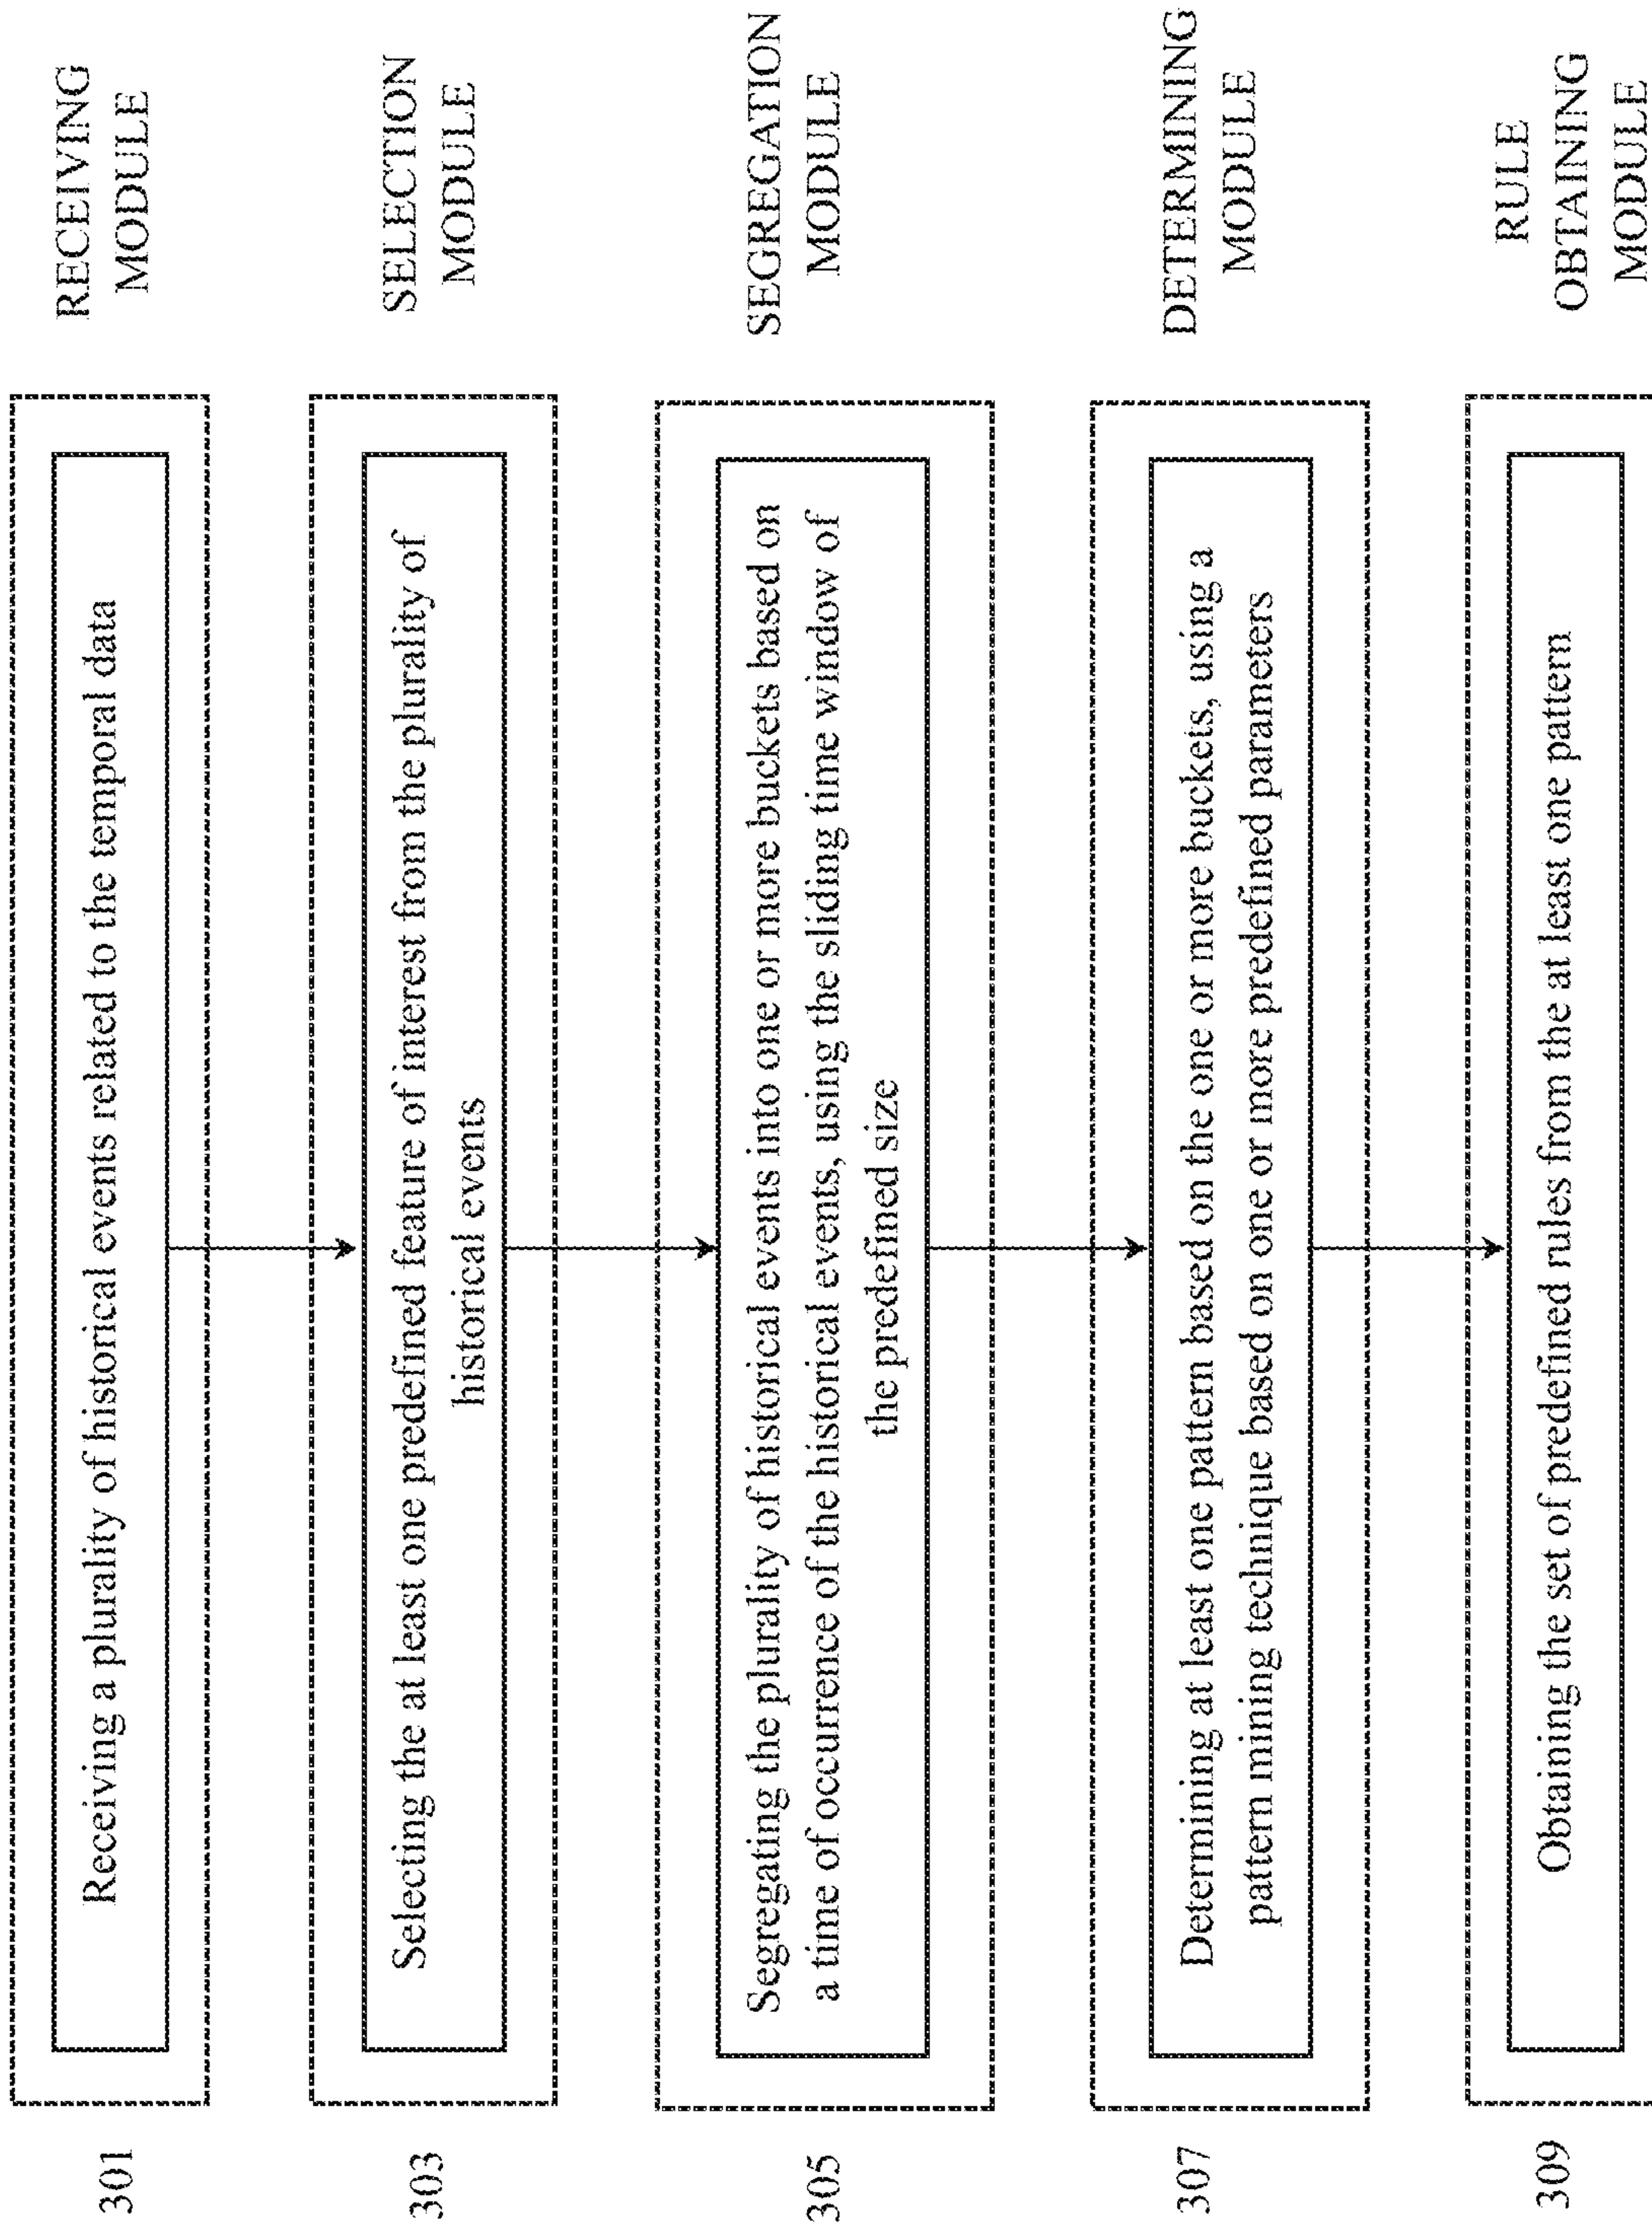 301
Receiving a plurality of historical events related to the temporal data
RECEIVING
MODULE
303
Selecting the at least one predefined feature of interest from the plurality of
historical events
SELECTION
MODULE
305
Segregating the plurality of historical events into one or more buckets based on
a time of occurrence of the historical events, using the sliding time window of
the predefined size
SEGREGATION
MODULE
307
Determining at least one pattern based on the one or more buckets, using a
pattern mining technique based on one or more predefined parameters
DETERMINING
MODULE
309
Obtaining the set of predefined rules from the at least one pattern
RULE
OBTAINING
MODULE